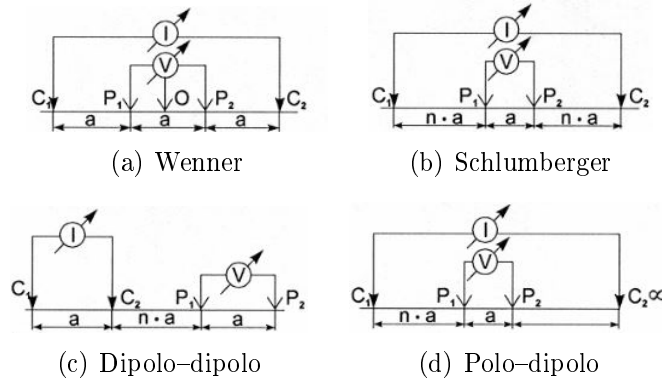 I
V
C₁ P₁ O P₂ C₂
a a a
(a) Wenner
I
V
C₁ P₁ P₂ C₂
n·a a n·a
(b) Schlumberger
I
V
C₁ C₂ P₁ P₂
a n·a a
(c) Dipolo–dipolo
I
V
C₁ P₁ P₂ C₂∝
n·a a
(d) Polo–dipolo